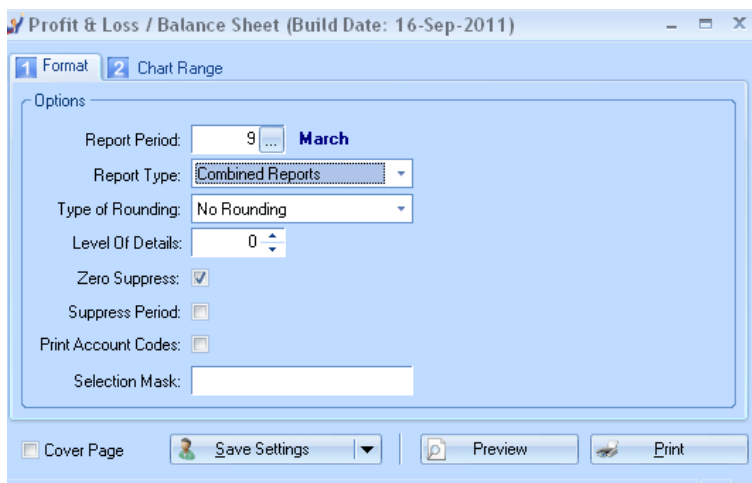 Profit & Loss / Balance Sheet (Build Date: 16-Sep-2011)
1 Format 2 Chart Range
Options
Report Period: 9 ... March
Report Type: Combined Reports
Type of Rounding: No Rounding
Level Of Details: 0
Zero Suppress:
Suppress Period:
Print Account Codes:
Selection Mask:
Cover Page Save Settings Preview Print